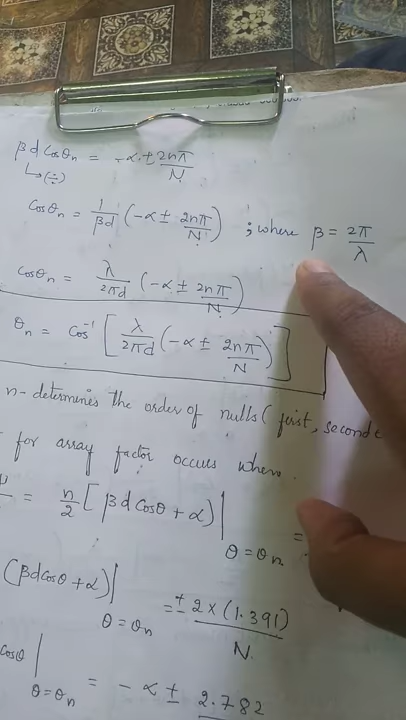 βd cosθn = -α ± 2nπ/N
↳(÷)
cosθn = 1/βd (-α ± 2nπ/N) ; where β = 2π/λ
cosθn = λ/2πd (-α ± 2nπ/N)
θn = cos⁻¹ [λ/2πd (-α ± 2nπ/N)]
n- determines the order of nulls (first, second
for array factor occurs where
= n/2 [βd cosθ + α) | θ = θn =
(βd cosθ + α) | θ = θn = ± 2 × (1.391)/N
cosθ | θ = θn = - α ± 2.782